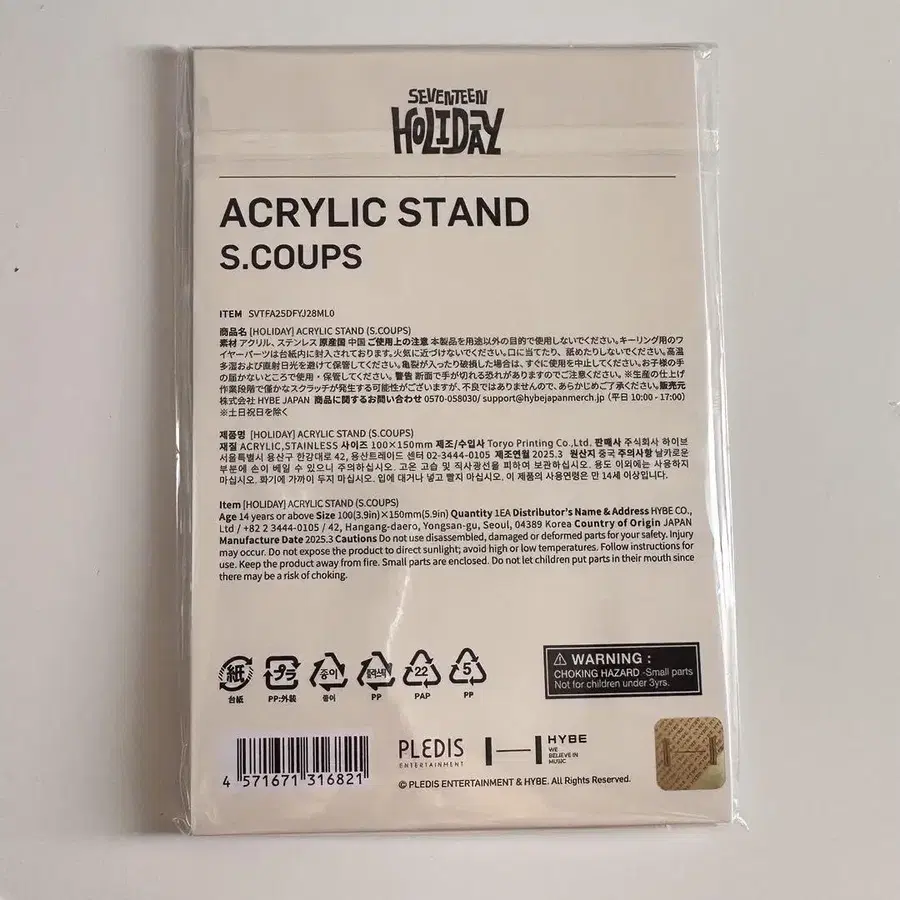 SEVENTEEN
HOLIDAY
ACRYLIC STAND
S.COUPS
ITEM SVTFA25DFYJ28ML0
商品名 [HOLIDAY] ACRYLIC STAND (S.COUPS)
素材 アクリル、ステンレス 原産国 中国 ご使用上の注意 本製品を用途以外の目的で使用しないでください。キーリング用のワ
イヤーパーツは台紙内に封入されております。火気に近づけないでください。口に当てたり、舐めたりしないでください。高温
多湿および直射日光を避けて保管してください。亀裂が入ったり破損した場合は、すぐに使用を中止してください。お子様の手
の届かないところで使用・保管してください。 警告 断面で手が切れる恐れがありますのでご注意ください。※生産の仕上げ
作業段階で僅かなスクラッチが発生する可能性がございますが、不良ではありませんので、あらかじめご了承ください。販売元
株式会社 HYBE JAPAN 商品に関するお問い合わせ 0570-058030/ support@hybejapanmerch.jp (平日 10:00 - 17:00)
※土日祝日を除く
제품명 [HOLIDAY] ACRYLIC STAND (S.COUPS)
재질 ACRYLIC,STAINLESS 사이즈 100×150mm 제조/수입사 Toryo Printing Co.,Ltd. 판매사 주식회사 하이브
서울특별시 용산구 한강대로 42, 용산트레이드 센터 02-3444-0105 제조연월 2025.3 원산지 중국 주의사항 날카로운
부분에 손이 베일 수 있으니 주의하십시오. 고온 고습 및 직사광선을 피하여 보관하십시오. 용도 이외에는 사용하지
마십시오. 화기에 가까이 두지 마십시오. 입에 대거나 넣고 빨지 마십시오. 이 제품의 사용연령은 만 14세 이상입니다.
Item [HOLIDAY] ACRYLIC STAND (S.COUPS)
Age 14 years or above Size 100(3.9in)×150mm(5.9in) Quantity 1EA Distributor's Name & Address HYBE CO.,
Ltd / +82 2 3444-0105 / 42, Hangang-daero, Yongsan-gu, Seoul, 04389 Korea Country of Origin JAPAN
Manufacture Date 2025.3 Cautions Do not use disassembled, damaged or deformed parts for your safety. Injury
may occur. Do not expose the product to direct sunlight; avoid high or low temperatures. Follow instructions for
use. Keep the product away from fire. Small parts are enclosed. Do not let children put parts in their mouth since
there may be a risk of choking.
紙 プラ 종이 플라스틱 22 5
台紙 PP:外装 종이 PP PAP PP
WARNING :
CHOKING HAZARD -Small parts
Not for children under 3yrs.
4 571671 316821
PLEDIS
ENTERTAINMENT
HYBE
WE
BELIEVE IN
MUSIC
© PLEDIS ENTERTAINMENT & HYBE. All Rights Reserved.